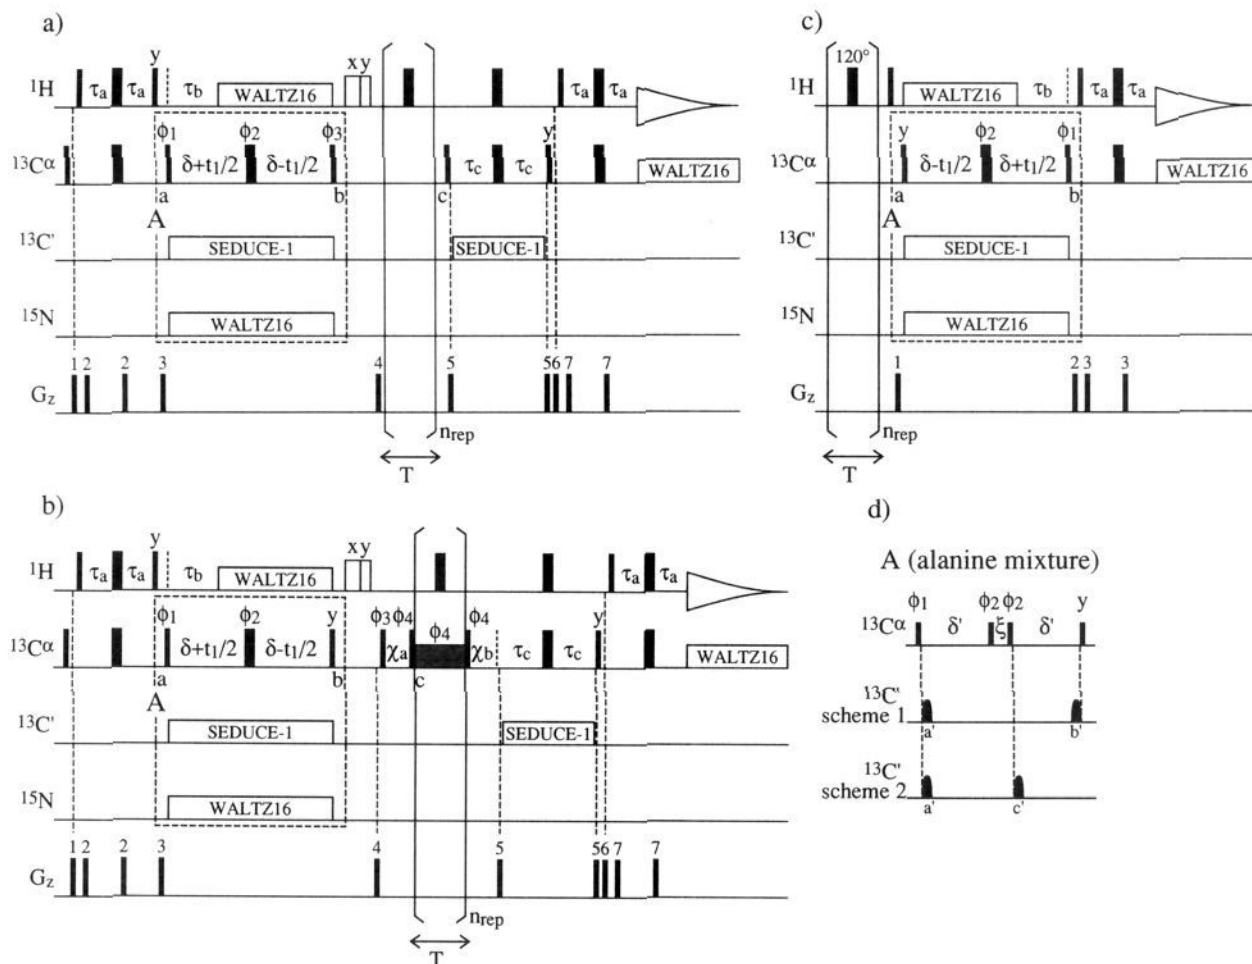 a)
y
x y
¹H τa τa τb WALTZ16 τa τa
ϕ1 ϕ2 ϕ3 y
¹³Cα δ+t₁/2 δ-t₁/2 τc τc WALTZ16
a b c
A
¹³C' SEDUCE-1 SEDUCE-1
¹⁵N WALTZ16
1 2 2 3 4 5 5 6 7 7
Gz
nrep
T
b)
y
x y
¹H τa τa τb WALTZ16 τa τa
ϕ1 ϕ2 y ϕ3 ϕ4 ϕ4 ϕ4 y
¹³Cα δ+t₁/2 δ-t₁/2 χa χb τc τc WALTZ16
a b c
A
¹³C' SEDUCE-1 SEDUCE-1
¹⁵N WALTZ16
1 2 2 3 4 5 5 6 7 7
Gz
nrep
T
c)
120°
¹H WALTZ16 τb τa τa
y ϕ2 ϕ1
¹³Cα δ-t₁/2 δ+t₁/2 WALTZ16
a b
A
¹³C' SEDUCE-1
¹⁵N WALTZ16
1 2 3 3
Gz
nrep
T
d)
A (alanine mixture)
ϕ1 ϕ2 ϕ2 y
¹³Cα δ' ξ δ'
¹³C'
scheme 1
a' b'
¹³C'
scheme 2
a' c'